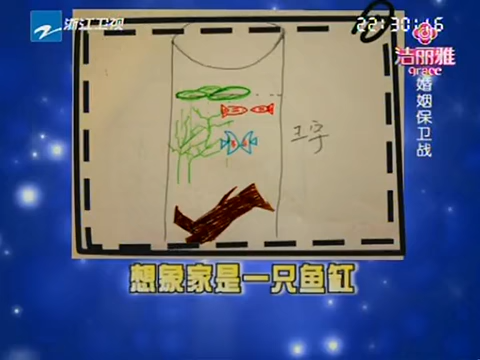 浙江卫视
22:30:16
洁丽雅
grace
婚姻保卫战
王宇
想象家是一只鱼缸